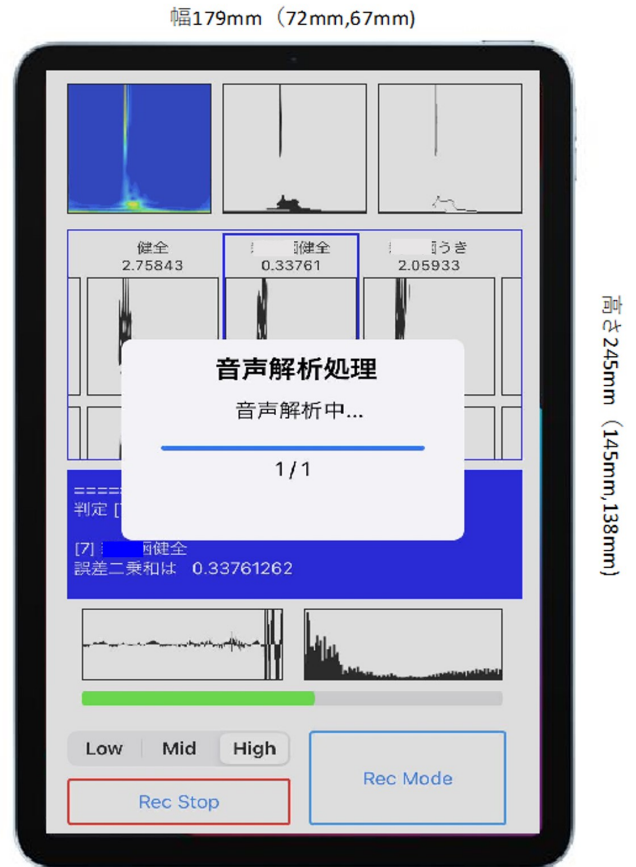 幅179mm（72mm,67mm)
健全
2.75843
健全
0.33761
うき
2.05933
音声解析処理
音声解析中...
1/1
=====
判定 [
[7] 健全
誤差二乗和は 0.33761262
Low Mid High
Rec Stop
Rec Mode
高さ245mm（145mm,138mm)